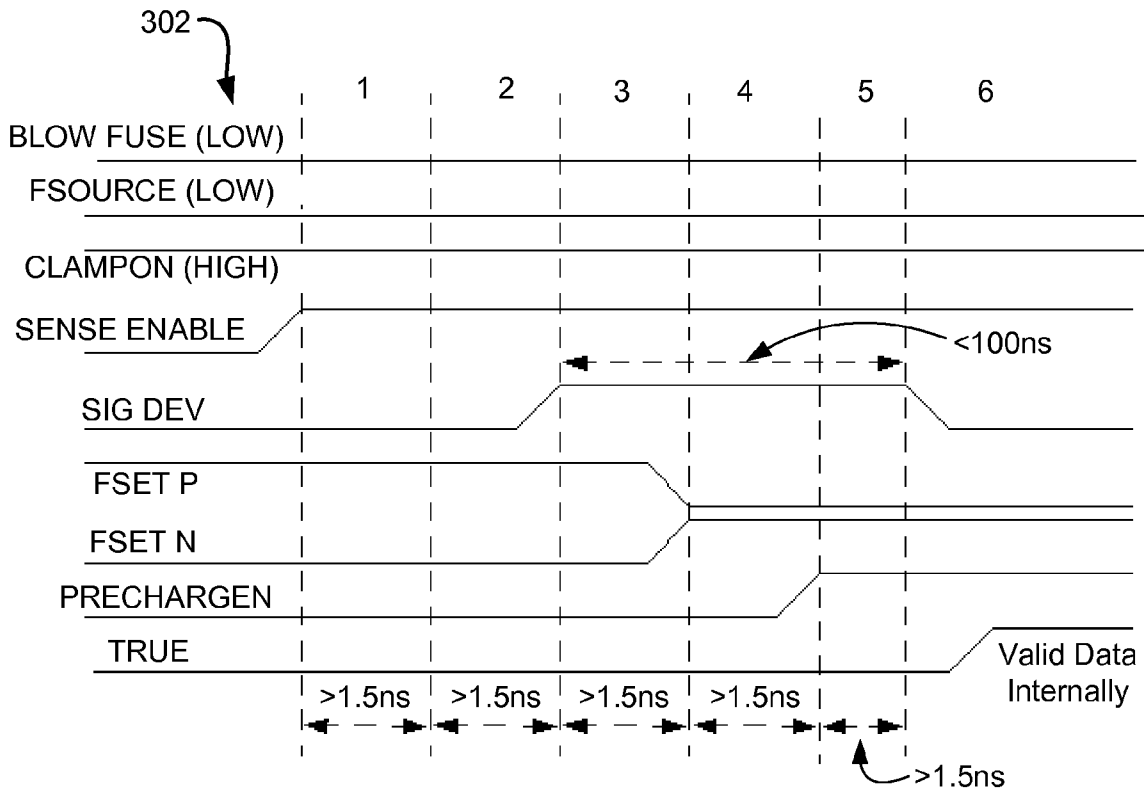 302
1 2 3 4 5 6
BLOW FUSE (LOW)
FSOURCE (LOW)
CLAMPON (HIGH)
SENSE ENABLE
<100ns
SIG DEV
FSET P
FSET N
PRECHARGEN
TRUE
Valid Data
Internally
>1.5ns >1.5ns >1.5ns >1.5ns
>1.5ns